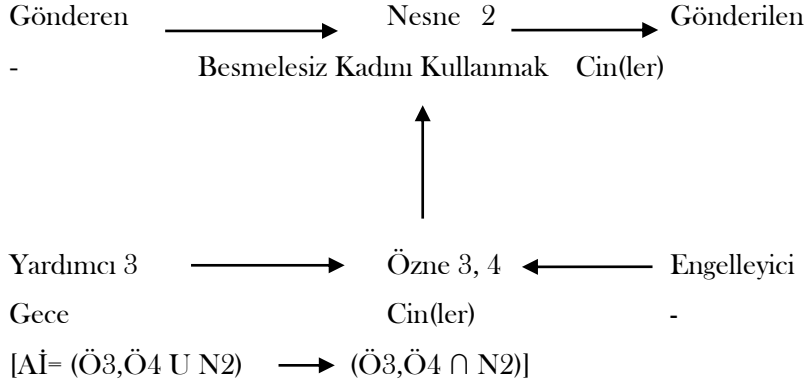 Gönderen Nesne 2 Gönderilen
- Besmelesiz Kadını Kullanmak Cin(ler)
Yardımcı 3 Özne 3, 4 Engelleyici
Gece Cin(ler) -
[Aİ= (Ö3,Ö4 U N2) → (Ö3,Ö4 ∩ N2)]